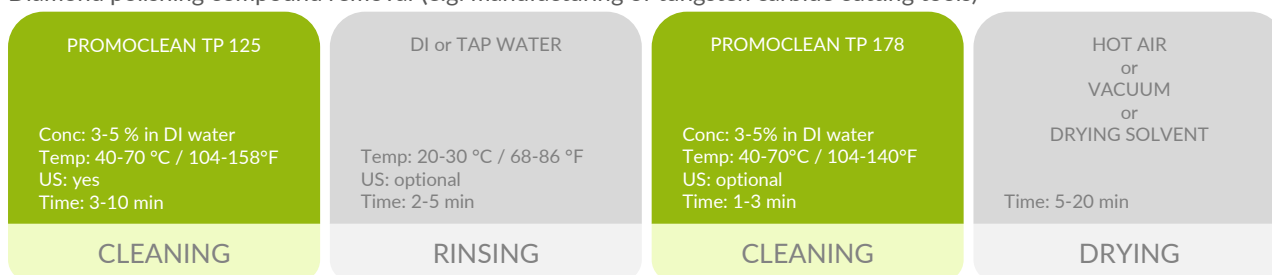 Diamond polishing compound removal (e.g. manufacturing of tungsten carbide cutting tools)
PROMOCLEAN TP 125
Conc: 3-5 % in DI water
Temp: 40-70 °C / 104-158°F
US: yes
Time: 3-10 min
CLEANING
DI or TAP WATER
Temp: 20-30 °C / 68-86 °F
US: optional
Time: 2-5 min
RINSING
PROMOCLEAN TP 178
Conc: 3-5% in DI water
Temp: 40-70°C / 104-140°F
US: optional
Time: 1-3 min
CLEANING
HOT AIR
or
VACUUM
or
DRYING SOLVENT
Time: 5-20 min
DRYING